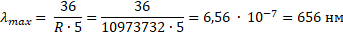 λmax = 36 / (R · 5) = 36 / (10973732 · 5) = 6,56 · 10⁻⁷ = 656 нм